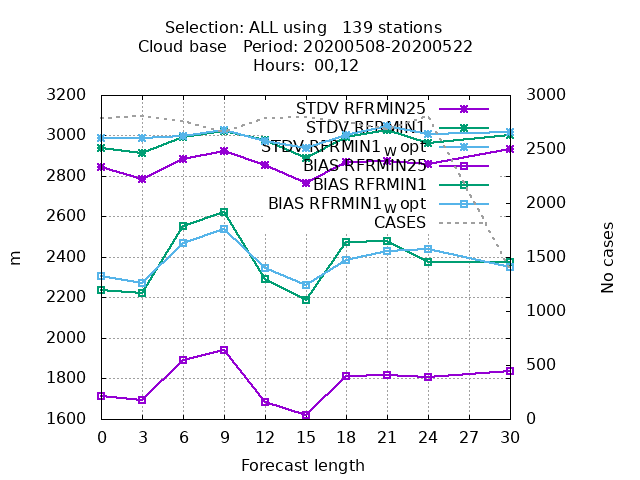 Selection: ALL using 139 stations
Cloud base Period: 20200508-20200522
Hours: 00,12
3200
3000
2800
2600
2400
2200
2000
1800
1600
3000
2500
2000
1500
1000
500
0
STDV RFRMIN25
STDV RFRMIN1
STDV RFRMIN1_W opt
BIAS RFRMIN25
BIAS RFRMIN1
BIAS RFRMIN1_W opt
CASES
m
No cases
0 3 6 9 12 15 18 21 24 27 30
Forecast length